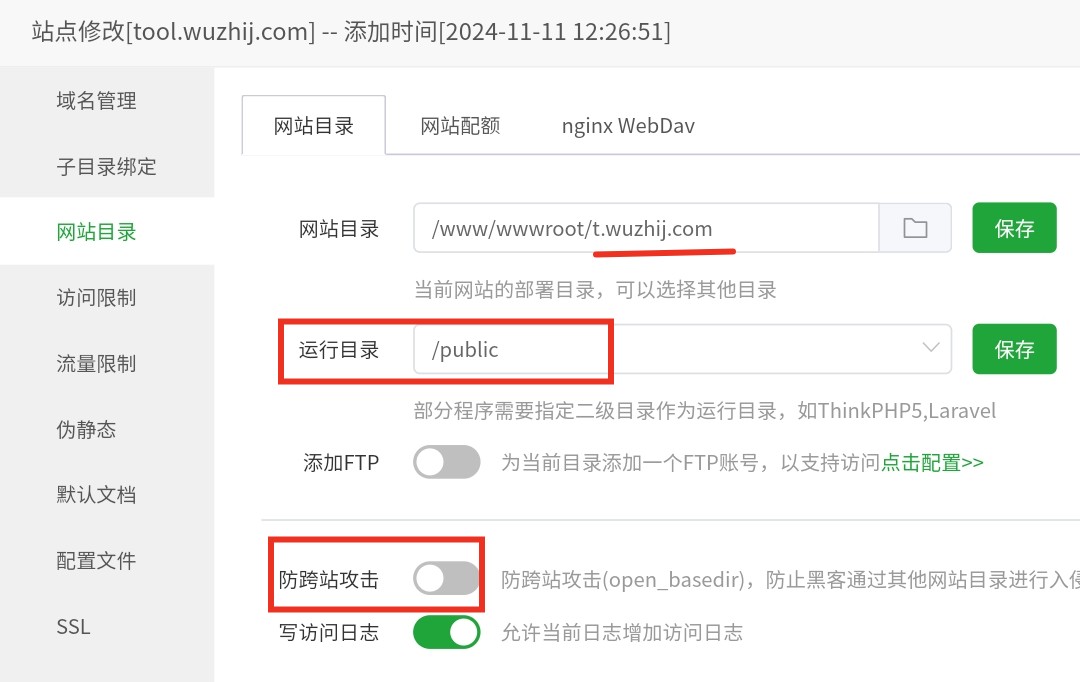 站点修改[tool.wuzhij.com] -- 添加时间[2024-11-11 12:26:51]
域名管理
子目录绑定
网站目录
访问限制
流量限制
伪静态
默认文档
配置文件
SSL
网站目录 网站配额 nginx WebDav
网站目录 /www/wwwroot/t.wuzhij.com 保存
当前网站的部署目录，可以选择其他目录
运行目录 /public 保存
部分程序需要指定二级目录作为运行目录，如ThinkPHP5,Laravel
添加FTP 为当前目录添加一个FTP账号，以支持访问点击配置>>
防跨站攻击 防跨站攻击(open_basedir)，防止黑客通过其他网站目录进行入侵
写访问日志 允许当前日志增加访问日志